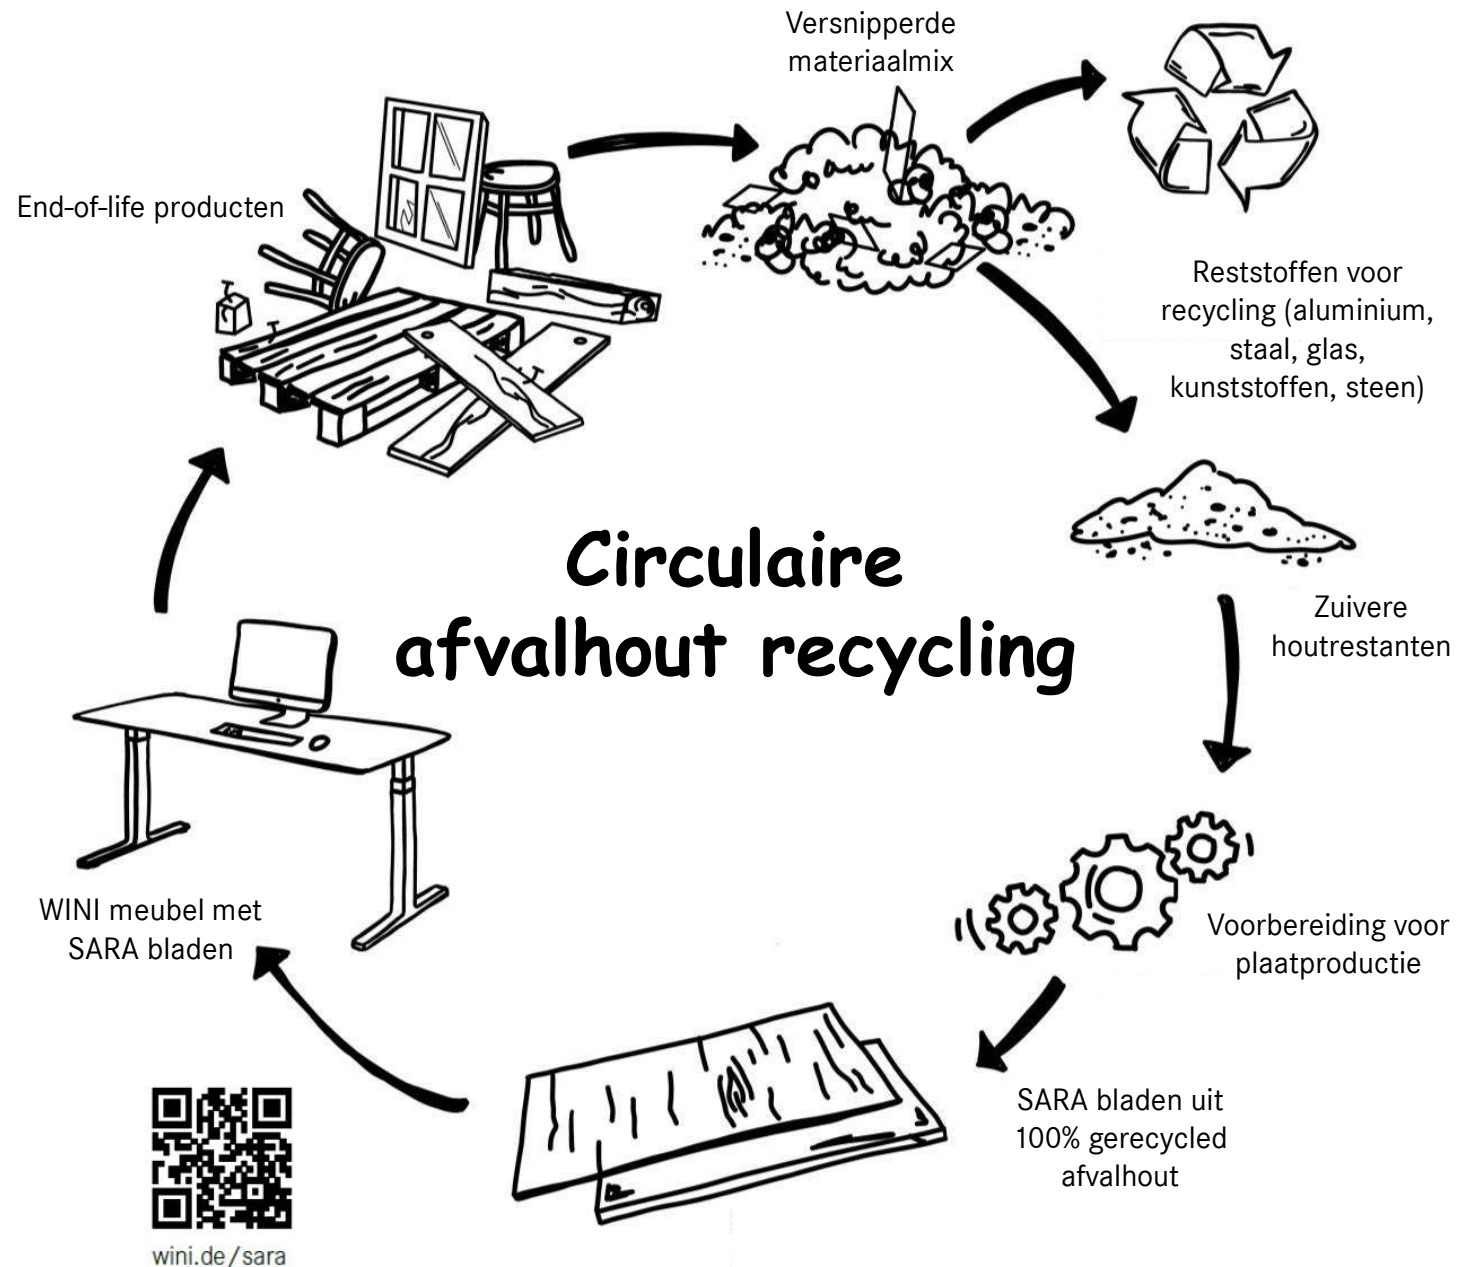 Versnipperde
materiaalmix
End-of-life producten
Reststoffen voor
recycling (aluminium,
staal, glas,
kunststoffen, steen)
Circulaire
afvalhout recycling
Zuivere
houtrestanten
WINI meubel met
SARA bladen
Voorbereiding voor
plaatproductie
SARA bladen uit
100% gerecycled
afvalhout
wini.de/sara